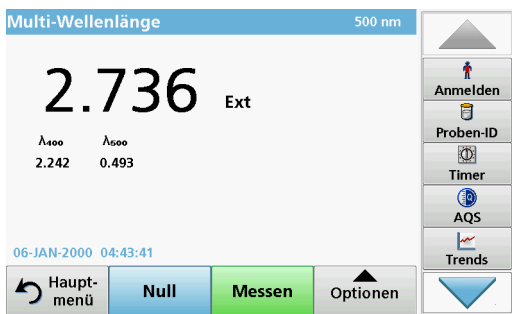 Multi-Wellenlänge 500 nm
2.736 Ext
λ400 λ500
2.242 0.493
06-JAN-2000 04:43:41
Haupt-
menü
Null
Messen
Optionen
Anmelden
Proben-ID
Timer
AQS
Trends